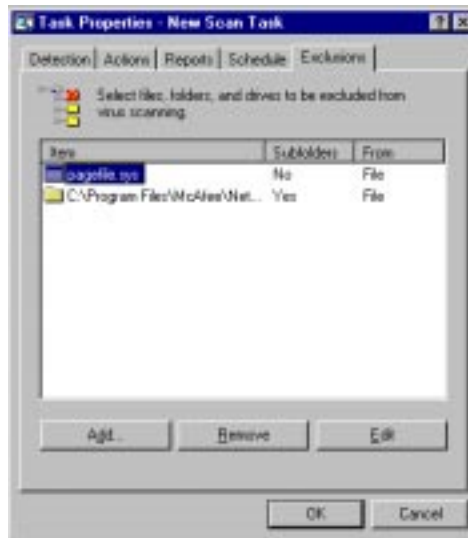 Task Properties - New Scan Task
Detection Actions Reports Schedule Exclusions
Select files, folders, and drives to be excluded from
virus scanning.
Item Subfolders From
pagefile.sys No File
C:\Program Files\McAfee\Net... Yes File
Add... Remove Edit
OK Cancel